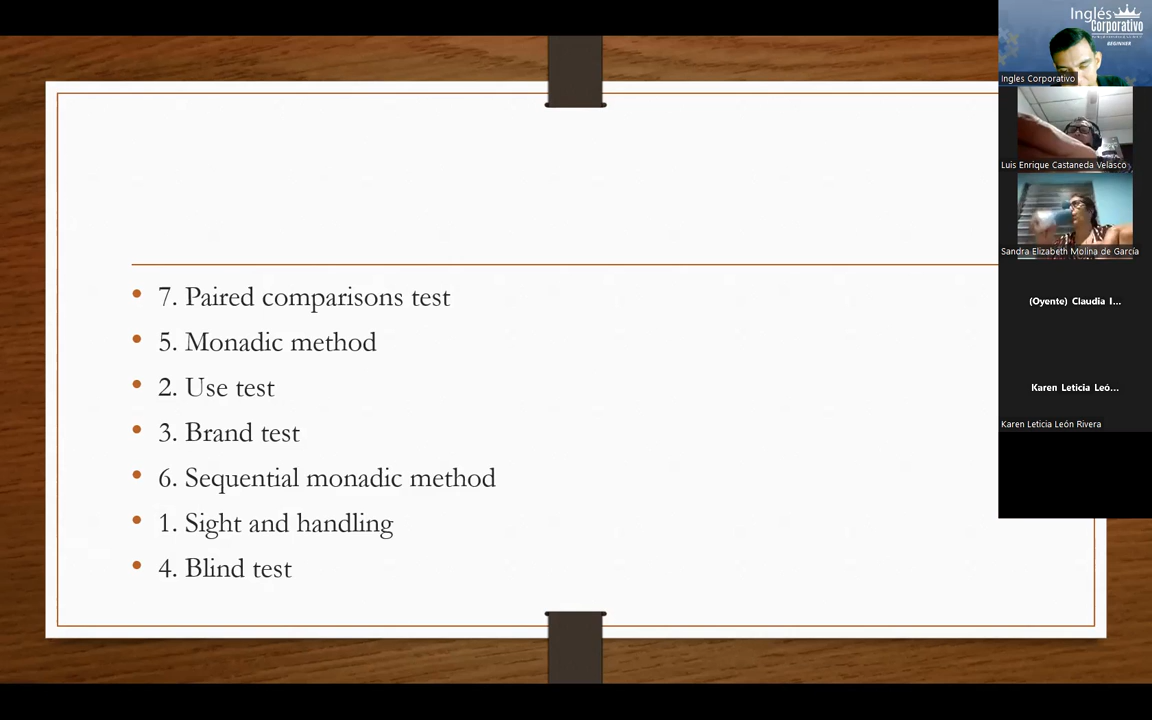 7. Paired comparisons test
5. Monadic method
2. Use test
3. Brand test
6. Sequential monadic method
1. Sight and handling
4. Blind test
Inglés
Corporativo
BEGINNER
Ingles Corporativo
Luis Enrique Castaneda Velasco
Sandra Elizabeth Molina de García
(Oyente) Claudia I...
Karen Leticia Leó...
Karen Leticia León Rivera